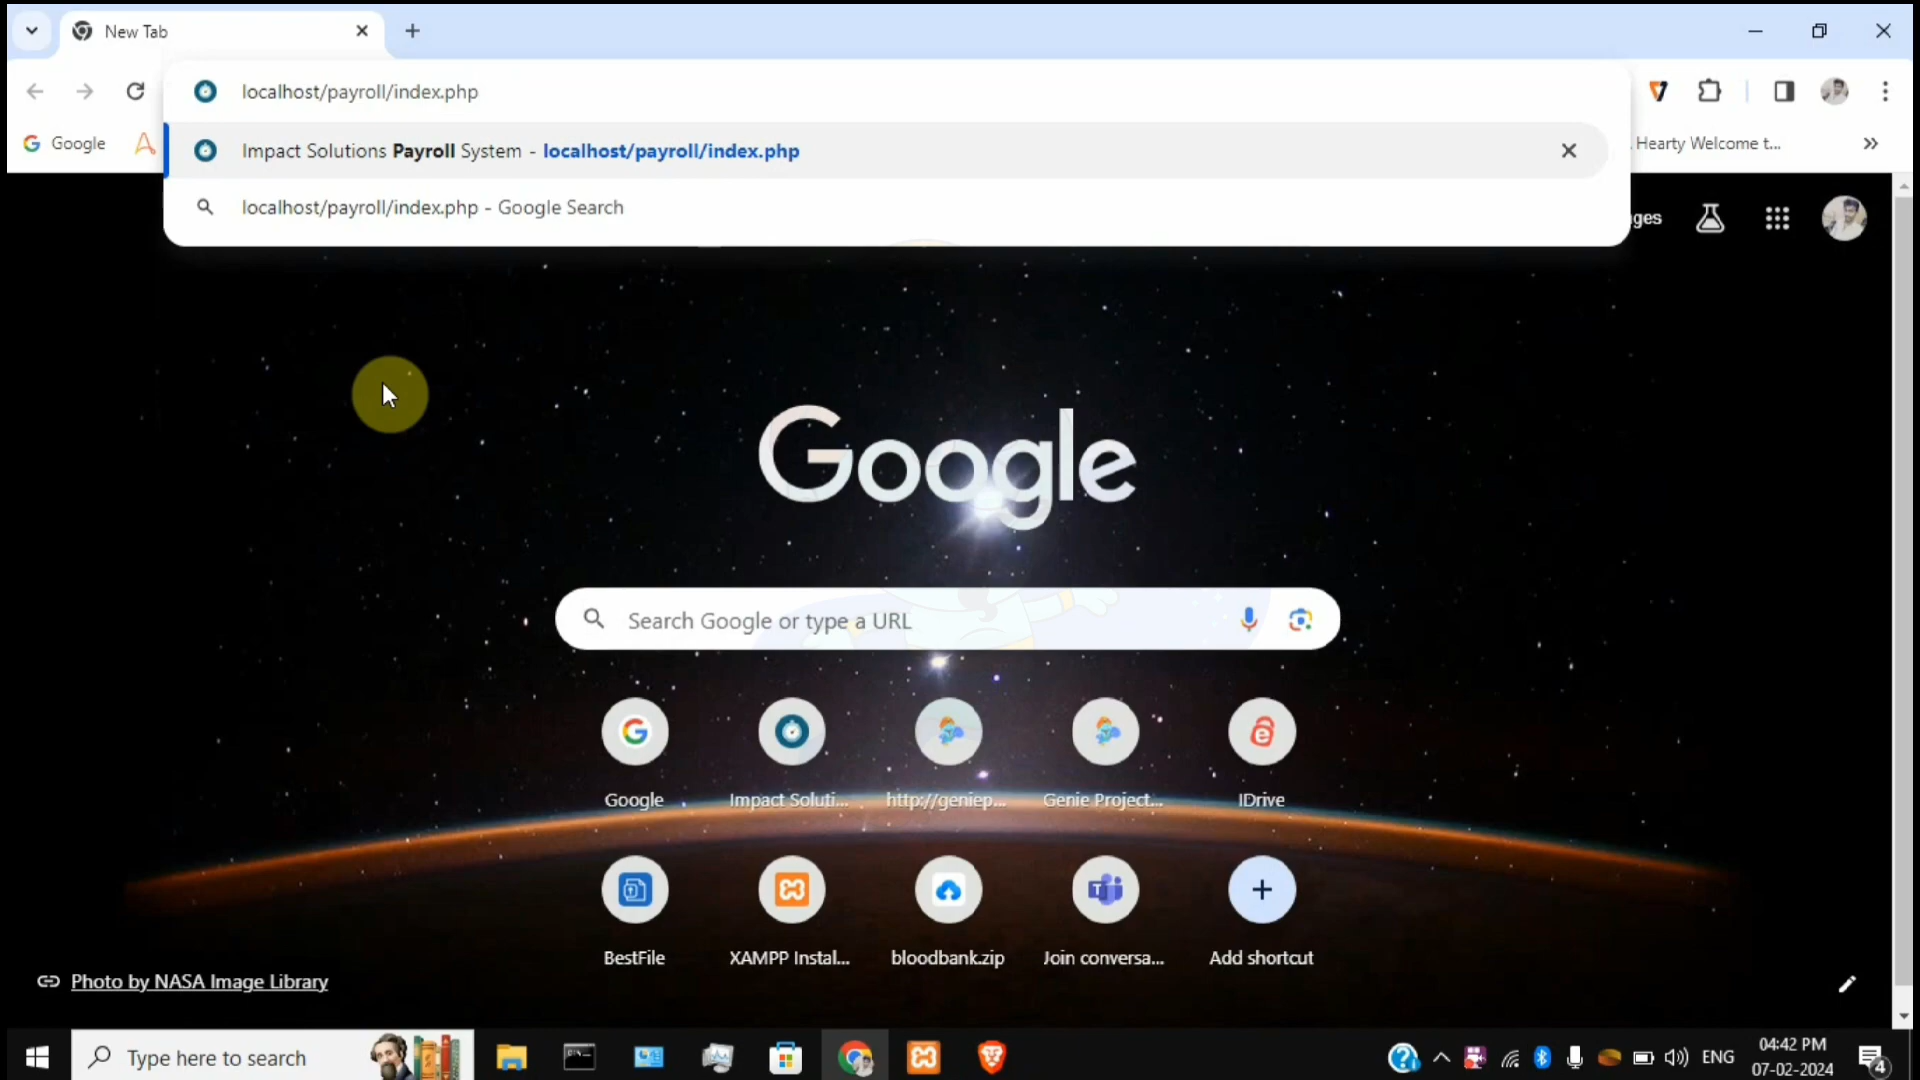 New Tab
localhost/payroll/index.php
Google
Impact Solutions Payroll System - localhost/payroll/index.php
Hearty Welcome t...
localhost/payroll/index.php - Google Search
ges
Google
Search Google or type a URL
Google
Impact Soluti...
http://geniep...
Genie Project...
IDrive
BestFile
XAMPP Instal...
bloodbank.zip
Join conversa...
Add shortcut
Photo by NASA Image Library
Type here to search
ENG
04:42 PM
07-02-2024
4